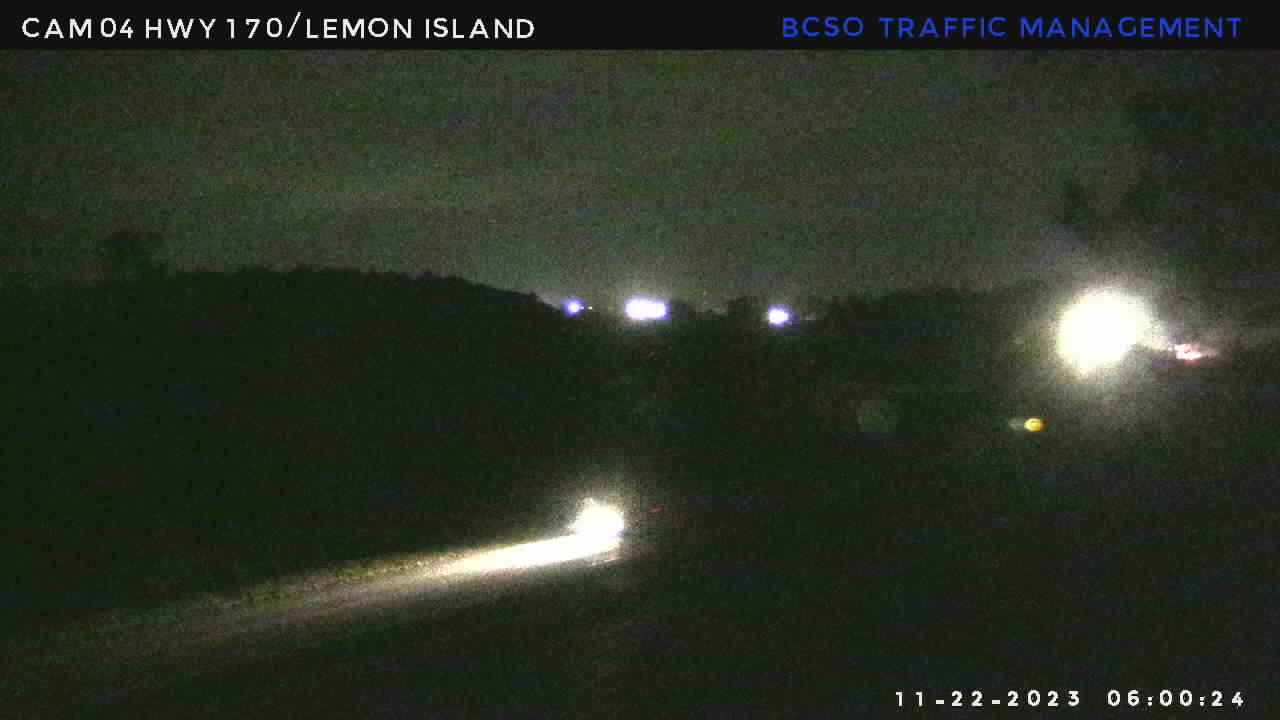 CAM04 HWY 170/LEMON ISLAND
BCSO TRAFFIC MANAGEMENT
11-22-2023 06:00:24